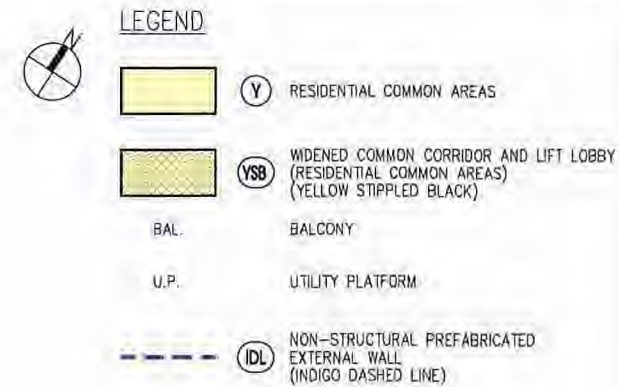 LEGEND
N
Y RESIDENTIAL COMMON AREAS
YSB WIDENED COMMON CORRIDOR AND LIFT LOBBY
(RESIDENTIAL COMMON AREAS)
(YELLOW STIPPLED BLACK)
BAL. BALCONY
U.P. UTILITY PLATFORM
IDL NON-STRUCTURAL PREFABRICATED
EXTERNAL WALL
(INDIGO DASHED LINE)